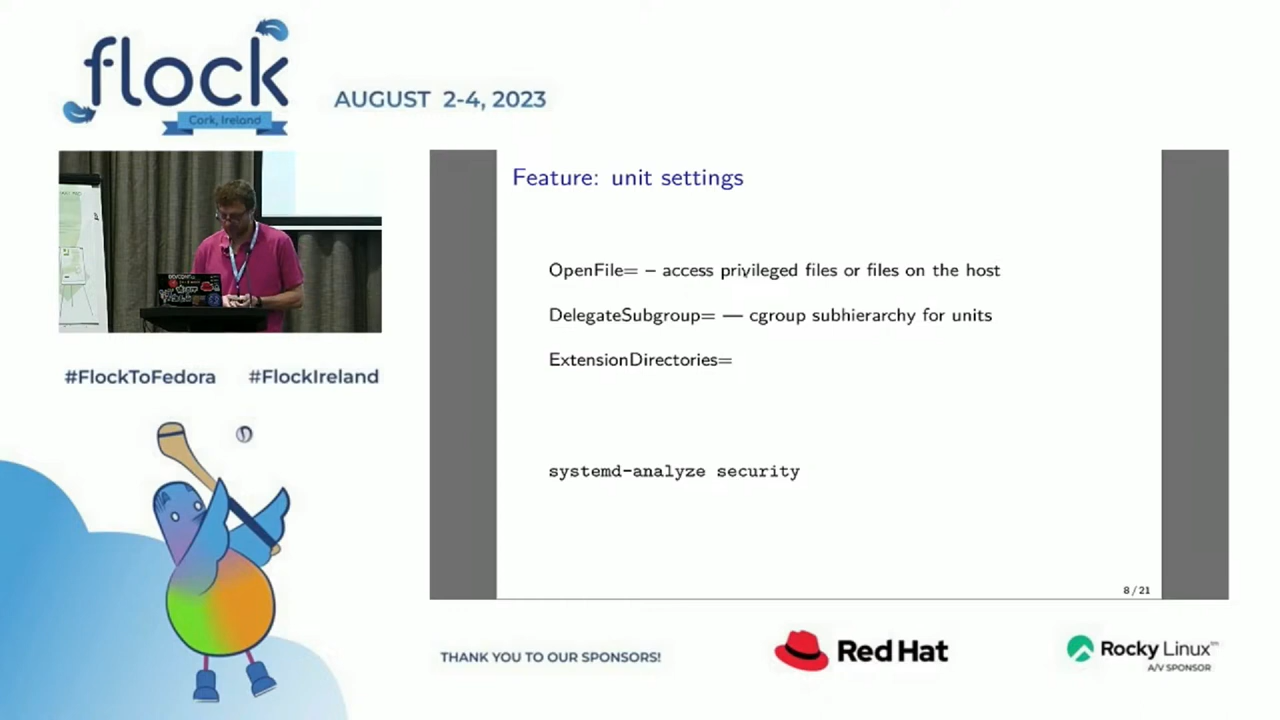 flock
Cork, Ireland
AUGUST 2-4, 2023
#FlockToFedora #FlockIreland
Feature: unit settings
OpenFile= – access privileged files or files on the host
DelegateSubgroup= — cgroup subhierarchy for units
ExtensionDirectories=
systemd-analyze security
8 / 21
THANK YOU TO OUR SPONSORS!
Red Hat
Rocky Linux™
A/V SPONSOR